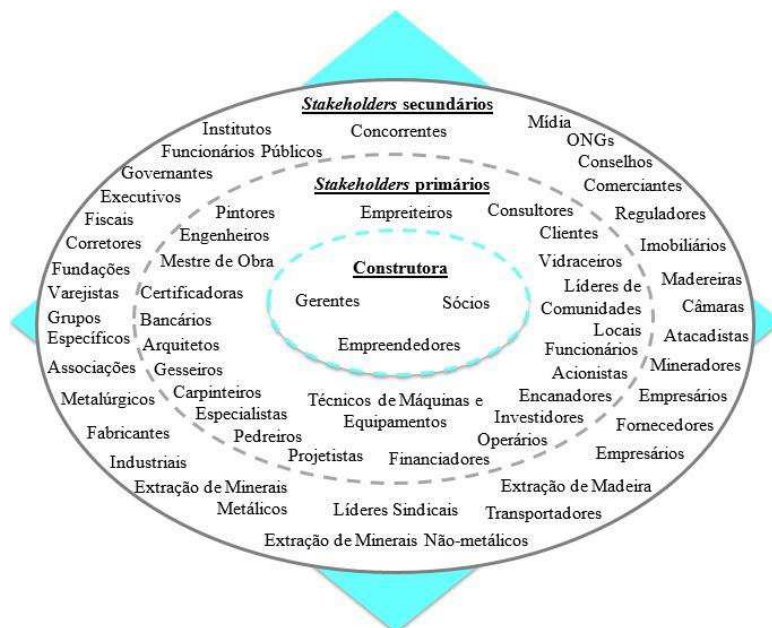 Stakeholders secundários
Institutos
Concorrentes
Mídia
Funcionários Públicos
ONGs
Governantes
Conselhos
Executivos
Comerciantes
Fiscais
Reguladores
Corretores
Imobiliários
Fundações
Madereiras
Varejistas
Câmaras
Grupos
Específicos
Atacadistas
Associações
Mineradores
Metalúrgicos
Empresários
Fabricantes
Fornecedores
Industriais
Empresários
Extração de Minerais
Metálicos
Líderes Sindicais
Extração de Madeira
Transportadores
Extração de Minerais Não-metálicos
Stakeholders primários
Pintores
Empreiteiros
Consultores
Engenheiros
Clientes
Mestre de Obra
Vidraceiros
Certificadoras
Líderes de
Comunidades
Locais
Bancários
Funcionários
Arquitetos
Acionistas
Gesseiros
Encanadores
Carpinteiros
Especialistas
Técnicos de Máquinas e
Equipamentos
Investidores
Pedreiros
Operários
Projetistas
Financiadores
Construtora
Gerentes
Sócios
Empreendedores